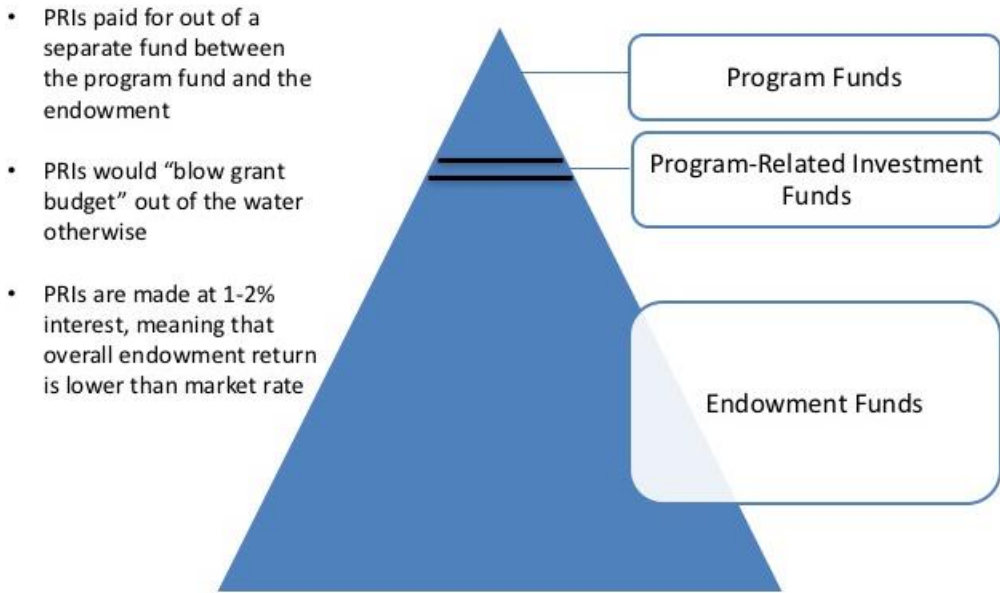 • PRIs paid for out of a
separate fund between
the program fund and the
endowment
• PRIs would “blow grant
budget” out of the water
otherwise
• PRIs are made at 1-2%
interest, meaning that
overall endowment return
is lower than market rate
Program Funds
Program-Related Investment
Funds
Endowment Funds